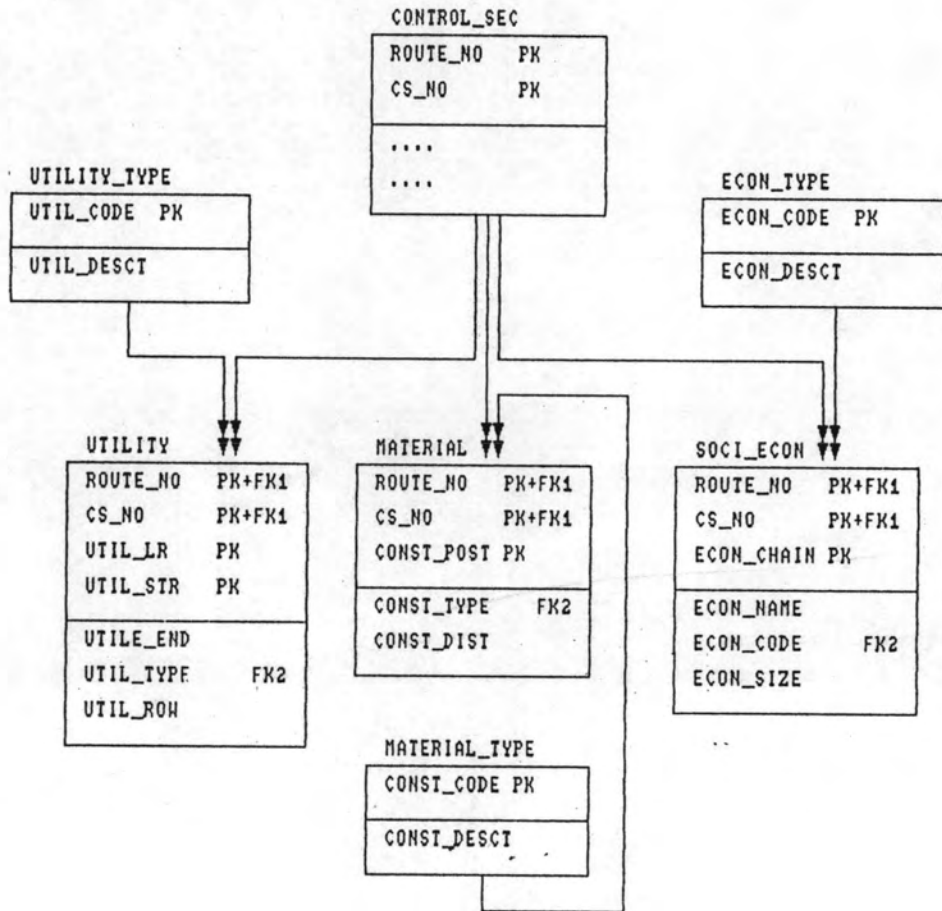 CONTROL_SEC
ROUTE_NO PK
CS_NO PK
....
....
UTILITY_TYPE
UTIL_CODE PK
UTIL_DESCT
ECON_TYPE
ECON_CODE PK
ECON_DESCT
UTILITY
ROUTE_NO PK+FK1
CS_NO PK+FK1
UTIL_LR PK
UTIL_STR PK
UTILE_END
UTIL_TYPE FK2
UTIL_ROW
MATERIAL
ROUTE_NO PK+FK1
CS_NO PK+FK1
CONST_POST PK
CONST_TYPE FK2
CONST_DIST
SOCI_ECON
ROUTE_NO PK+FK1
CS_NO PK+FK1
ECON_CHAIN PK
ECON_NAME
ECON_CODE FK2
ECON_SIZE
MATERIAL_TYPE
CONST_CODE PK
CONST_DESCT